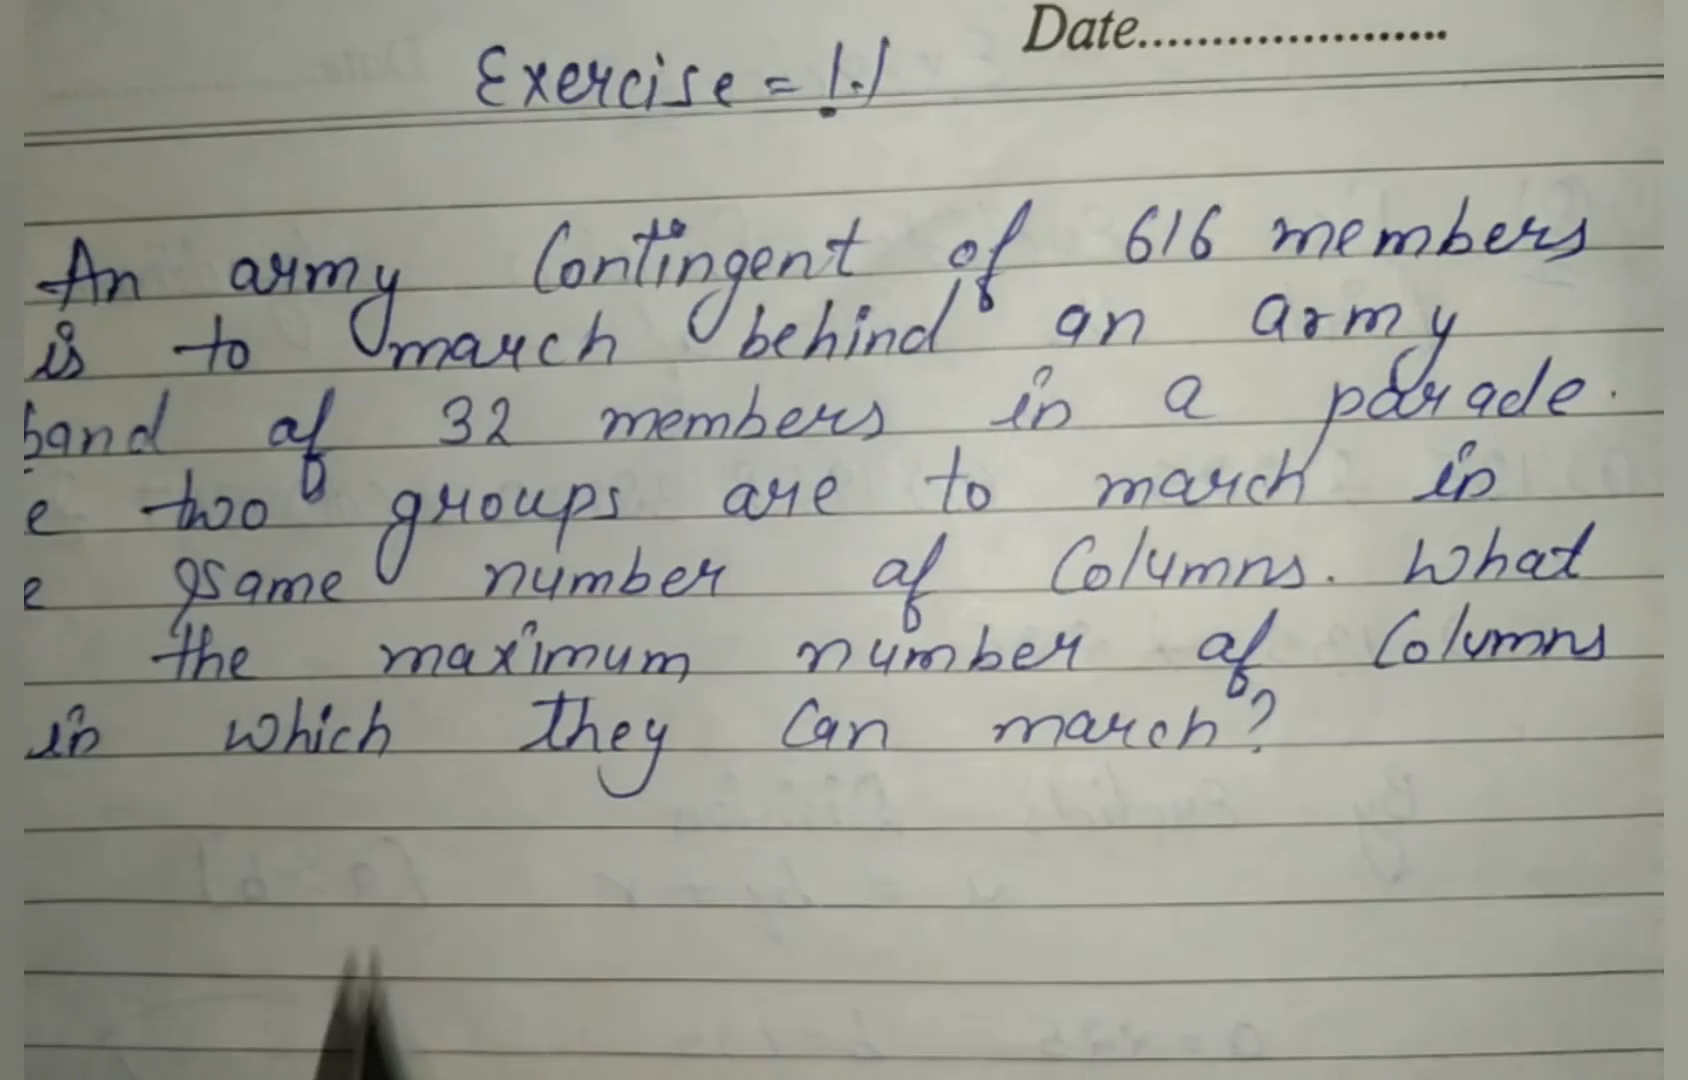 Date.....................
Exercise = 1.1
An army Contingent of 616 members
is to march behind an army
band of 32 members in a parade.
e two groups are to march in
e same number of Columns. What
the maximum number of Columns
in which they can march?